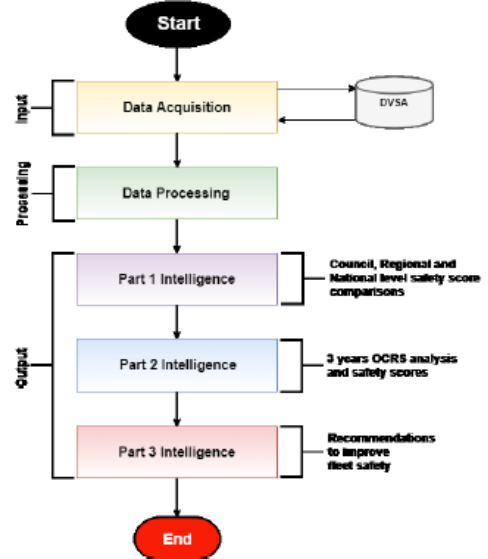 Start
Data Acquisition
DVSA
Input
Data Processing
Processing
Part 1 Intelligence
Council, Regional and
National level safety score
comparisons
Part 2 Intelligence
3 years OCRS analysis
and safety scores
Output
Part 3 Intelligence
Recommendations
to improve
fleet safety
End